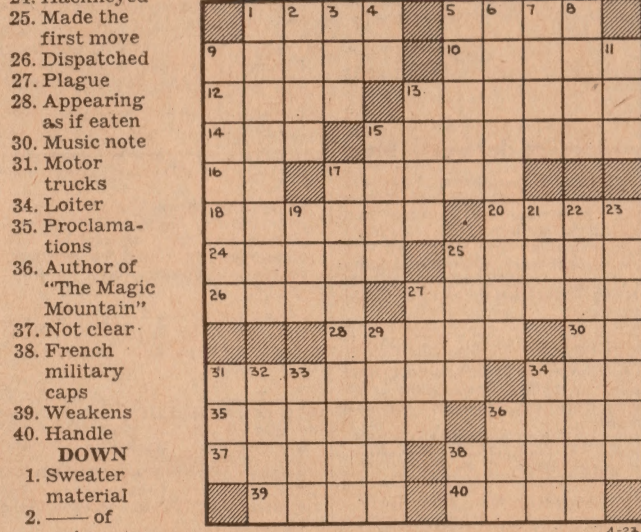 24. Hackneyed
25. Made the
first move
26. Dispatched
27. Plague
28. Appearing
as if eaten
30. Music note
31. Motor
trucks
34. Loiter
35. Proclama-
tions
36. Author of
"The Magic
Mountain"
37. Not clear
38. French
military
caps
39. Weakens
40. Handle
DOWN
1. Sweater
material
2. —— of
1 2 3 4 5 6 7 8
9 10 11
12 13
14 15
16 17
18 19 20 21 22 23
24 25
26 27
28 29 30
31 32 33 34
35 36
37 38
39 40
4-23